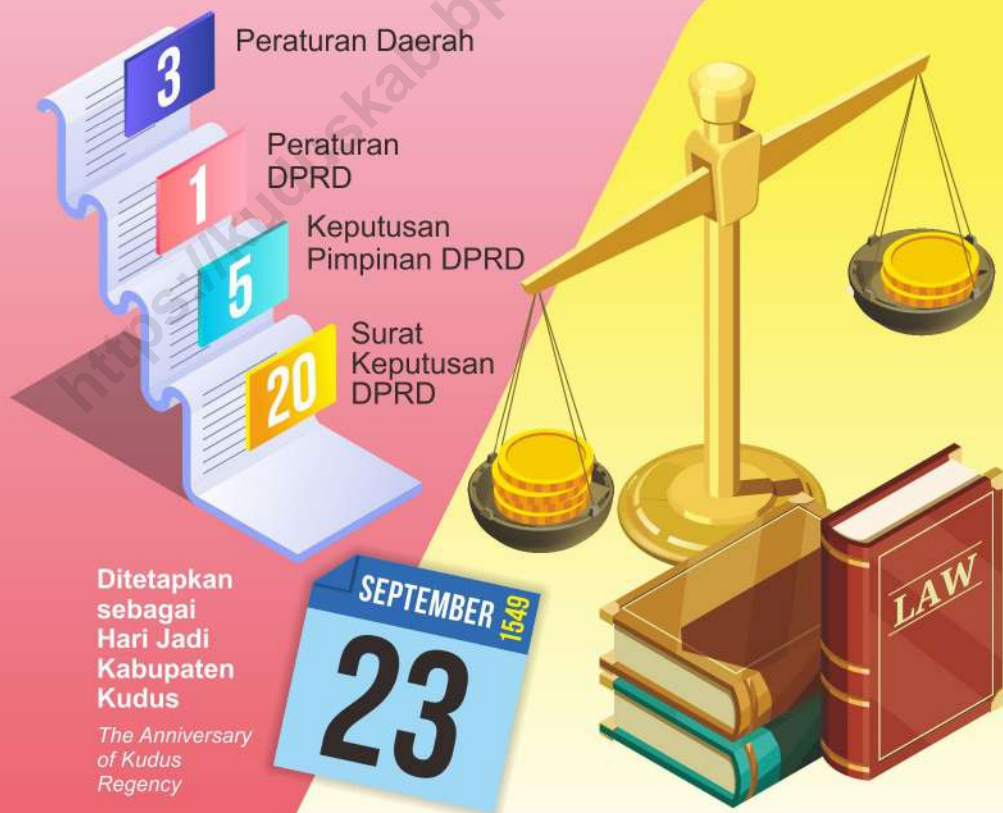 3
Peraturan Daerah
1
Peraturan
DPRD
5
Keputusan
Pimpinan DPRD
20
Surat
Keputusan
DPRD
Ditetapkan
sebagai
Hari Jadi
Kabupaten
Kudus
The Anniversary
of Kudus
Regency
SEPTEMBER 1549
23
LAW